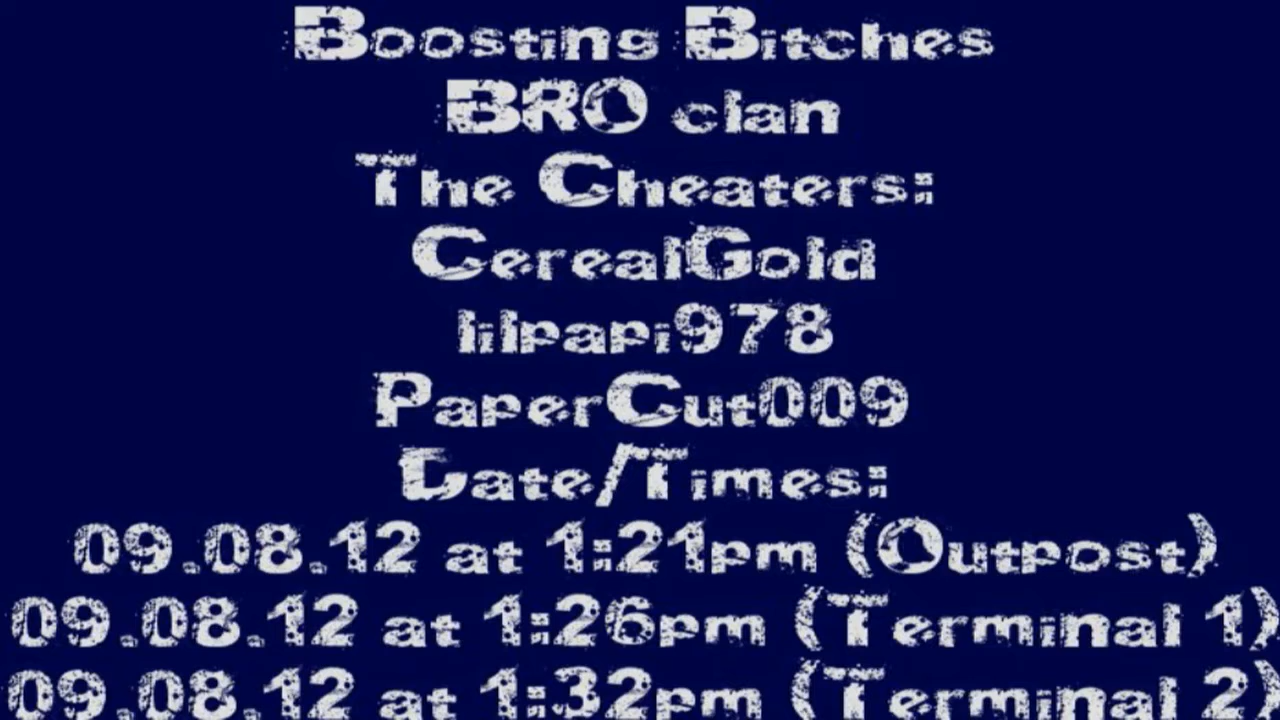 Boosting Bitches
BRO clan
The Cheaters:
CerealGold
lilpapi978
PaperCut009
Date/Times:
09.08.12 at 1:21pm (Outpost)
09.08.12 at 1:26pm (Terminal 1)
09.08.12 at 1:32pm (Terminal 2)